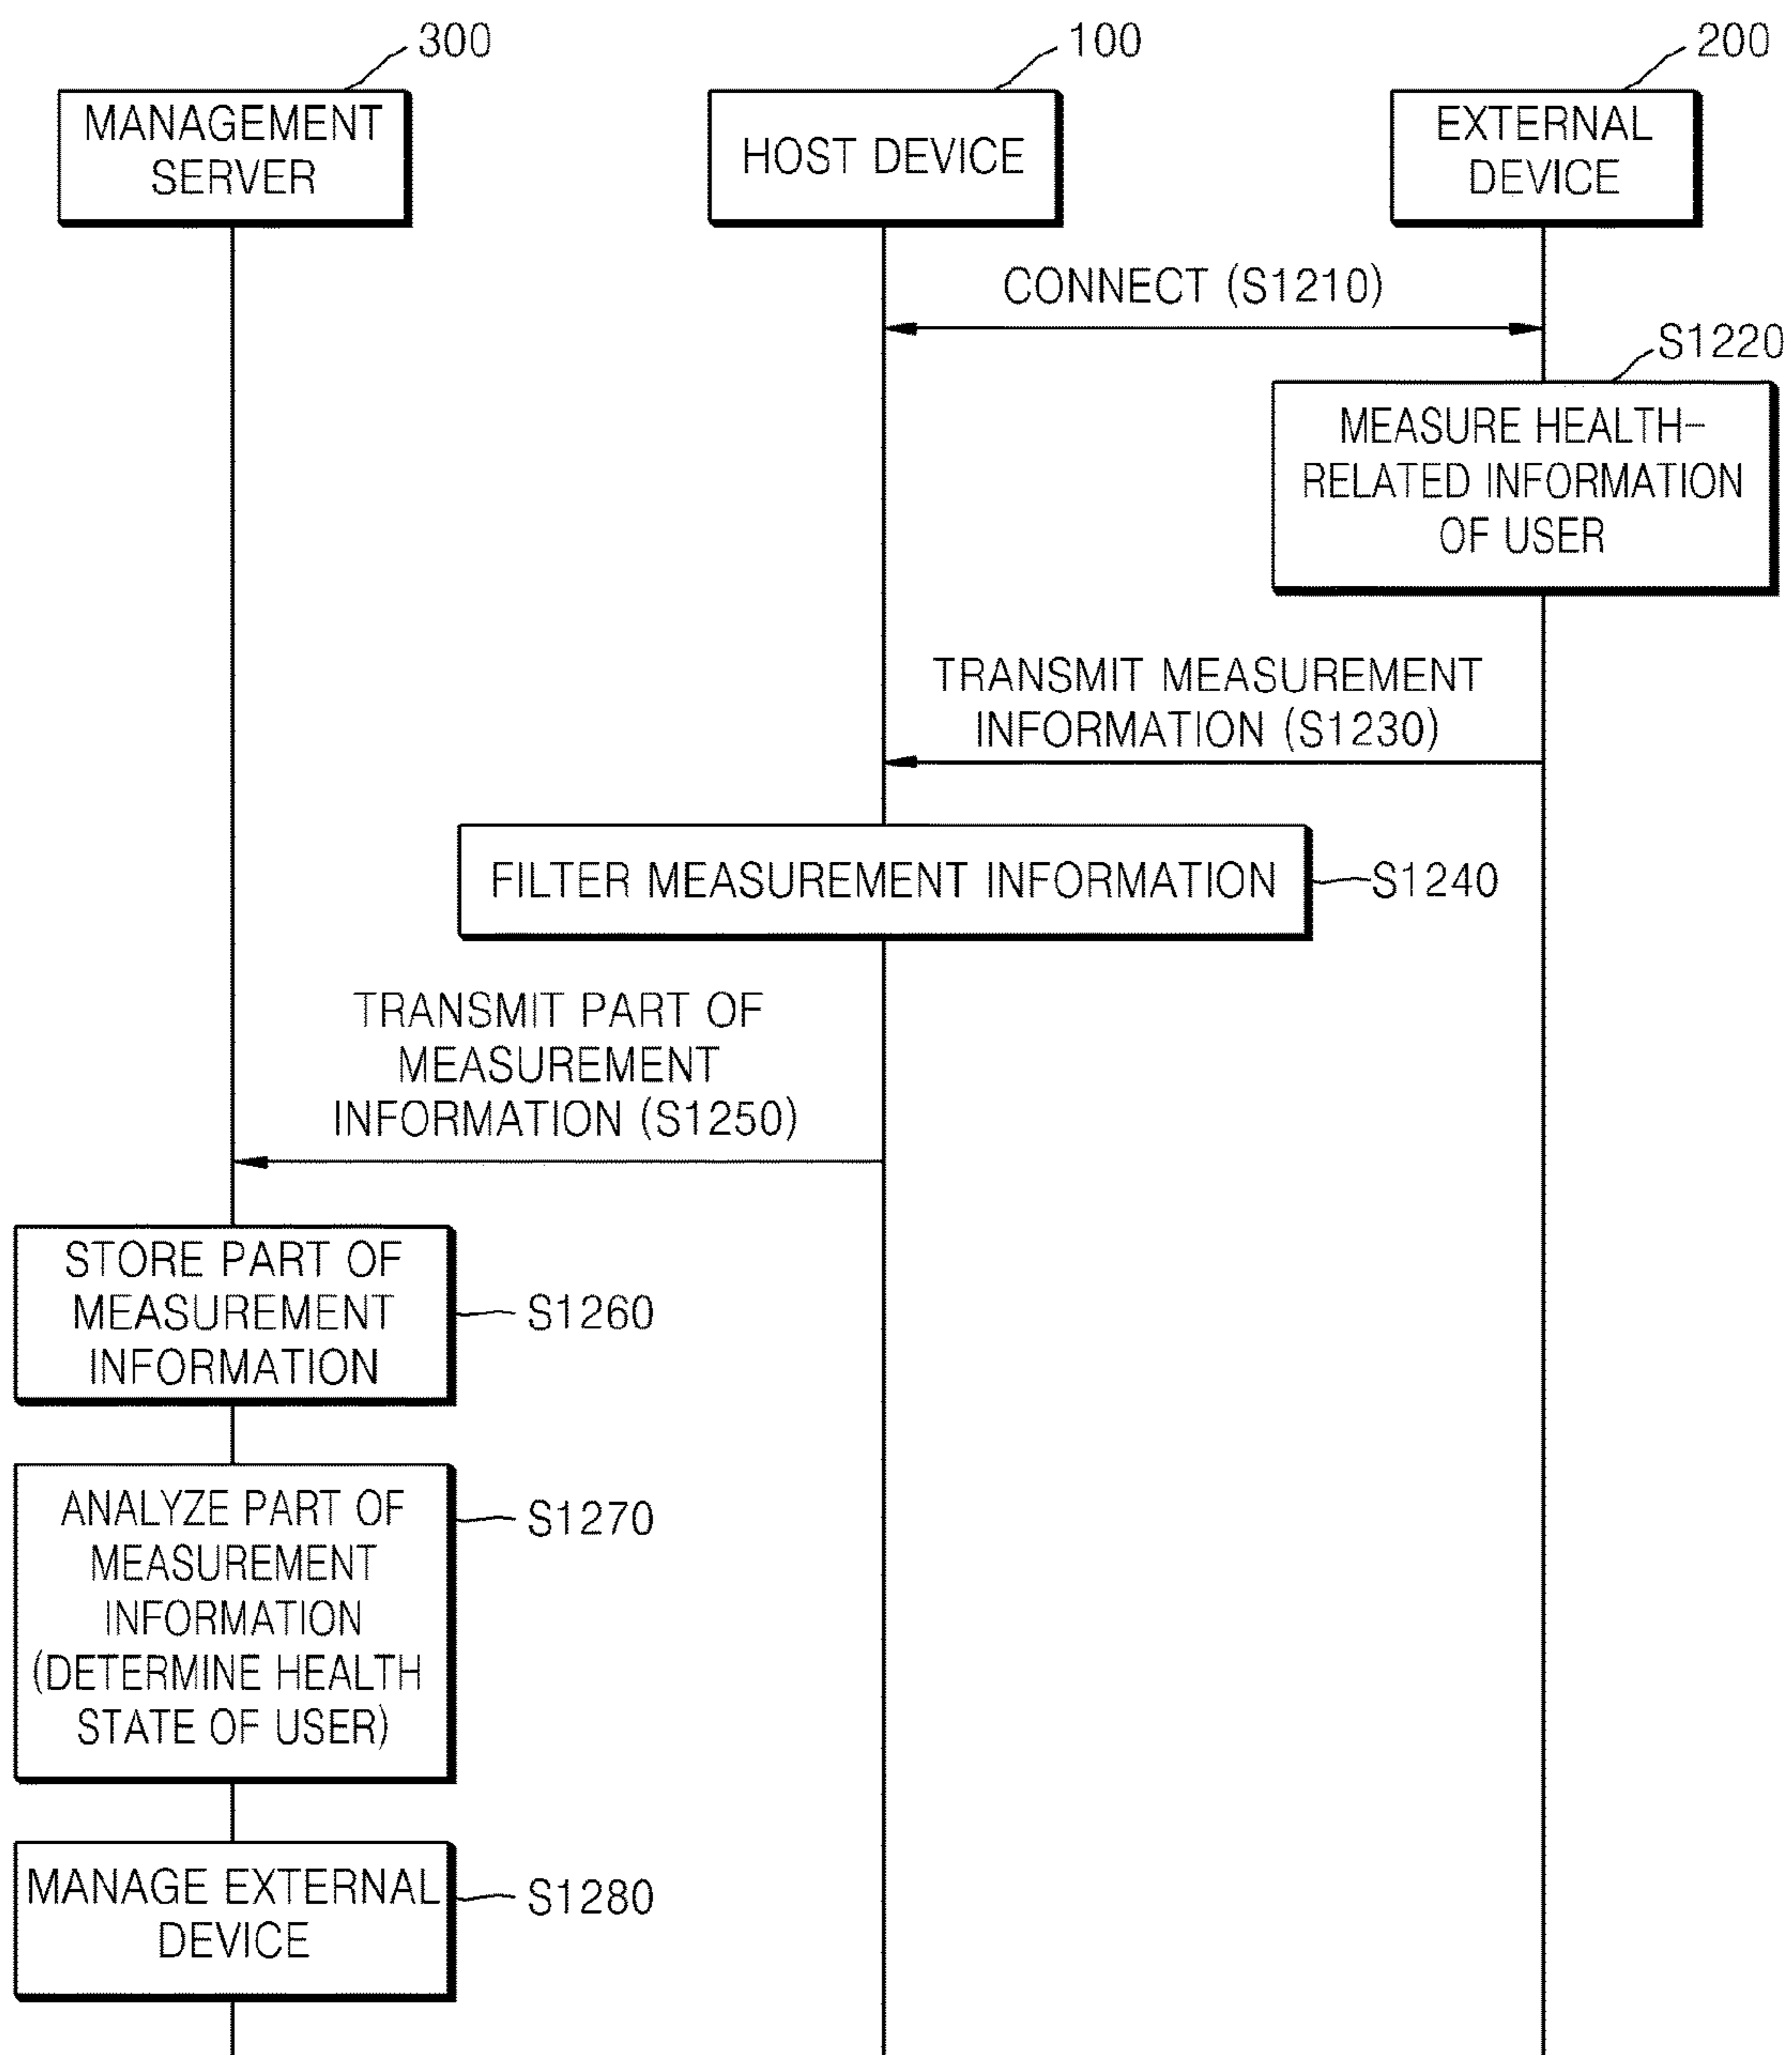 300
100
200
MANAGEMENT
SERVER
HOST DEVICE
EXTERNAL
DEVICE
CONNECT (S1210)
S1220
MEASURE HEALTH-
RELATED INFORMATION
OF USER
TRANSMIT MEASUREMENT
INFORMATION (S1230)
FILTER MEASUREMENT INFORMATION
S1240
TRANSMIT PART OF
MEASUREMENT
INFORMATION (S1250)
STORE PART OF
MEASUREMENT
INFORMATION
S1260
ANALYZE PART OF
MEASUREMENT
INFORMATION
(DETERMINE HEALTH
STATE OF USER)
S1270
MANAGE EXTERNAL
DEVICE
S1280